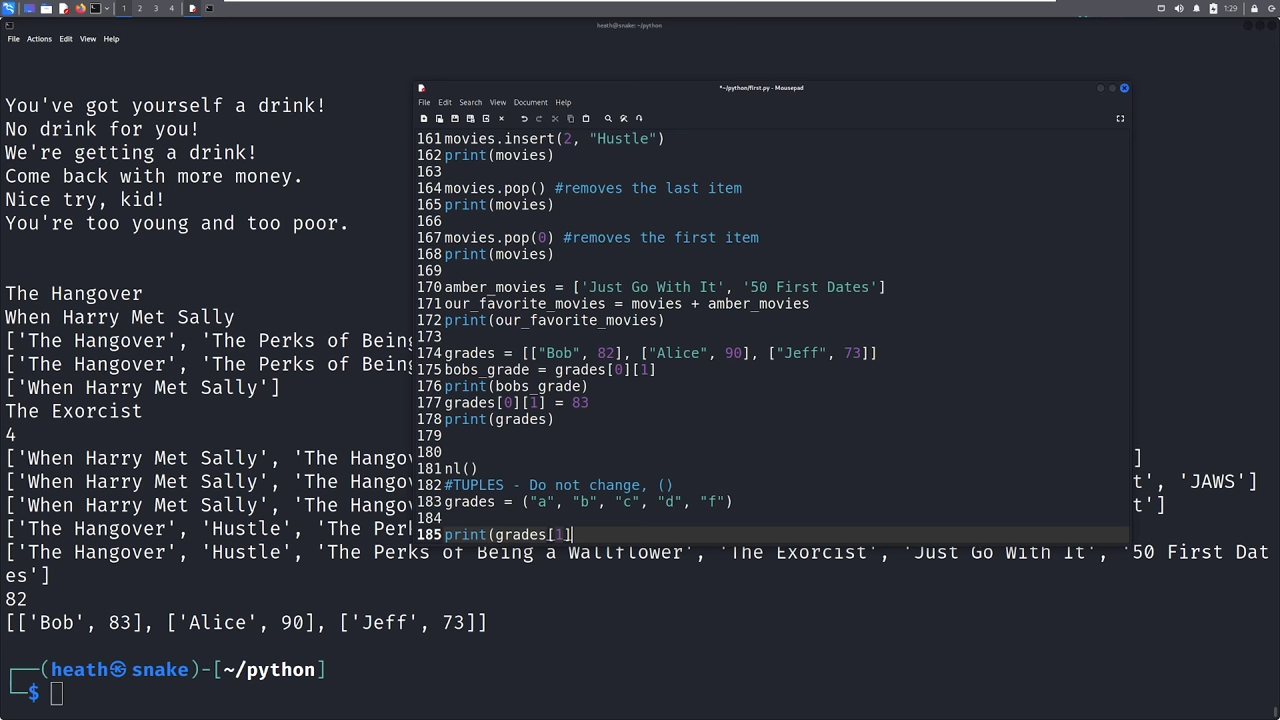 1 2 3 4
1:29
heath@snake: ~/python
File Actions Edit View Help
You've got yourself a drink!
No drink for you!
We're getting a drink!
Come back with more money.
Nice try, kid!
You're too young and too poor.
The Hangover
When Harry Met Sally
['The Hangover', 'The Perks of Being
['The Hangover', 'The Perks of Being
['When Harry Met Sally']
The Exorcist
4
['When Harry Met Sally', 'The Hangover ]
['When Harry Met Sally', 'The Hangover t', 'JAWS']
['When Harry Met Sally', 'The Hangover t']
['The Hangover', 'Hustle', 'The Perk
['The Hangover', 'Hustle', 'The Perks of Being a Wallflower', 'The Exorcist', 'Just Go With It', '50 First Dat
es']
82
[['Bob', 83], ['Alice', 90], ['Jeff', 73]]
(heath㉿snake)-[~/python]
$
*~/python/first.py - Mousepad
File Edit Search View Document Help
161 movies.insert(2, "Hustle")
162 print(movies)
163
164 movies.pop() #removes the last item
165 print(movies)
166
167 movies.pop(0) #removes the first item
168 print(movies)
169
170 amber_movies = ['Just Go With It', '50 First Dates']
171 our_favorite_movies = movies + amber_movies
172 print(our_favorite_movies)
173
174 grades = [["Bob", 82], ["Alice", 90], ["Jeff", 73]]
175 bobs_grade = grades[0][1]
176 print(bobs_grade)
177 grades[0][1] = 83
178 print(grades)
179
180
181 nl()
182 #TUPLES - Do not change, ()
183 grades = ("a", "b", "c", "d", "f")
184
185 print(grades[1]